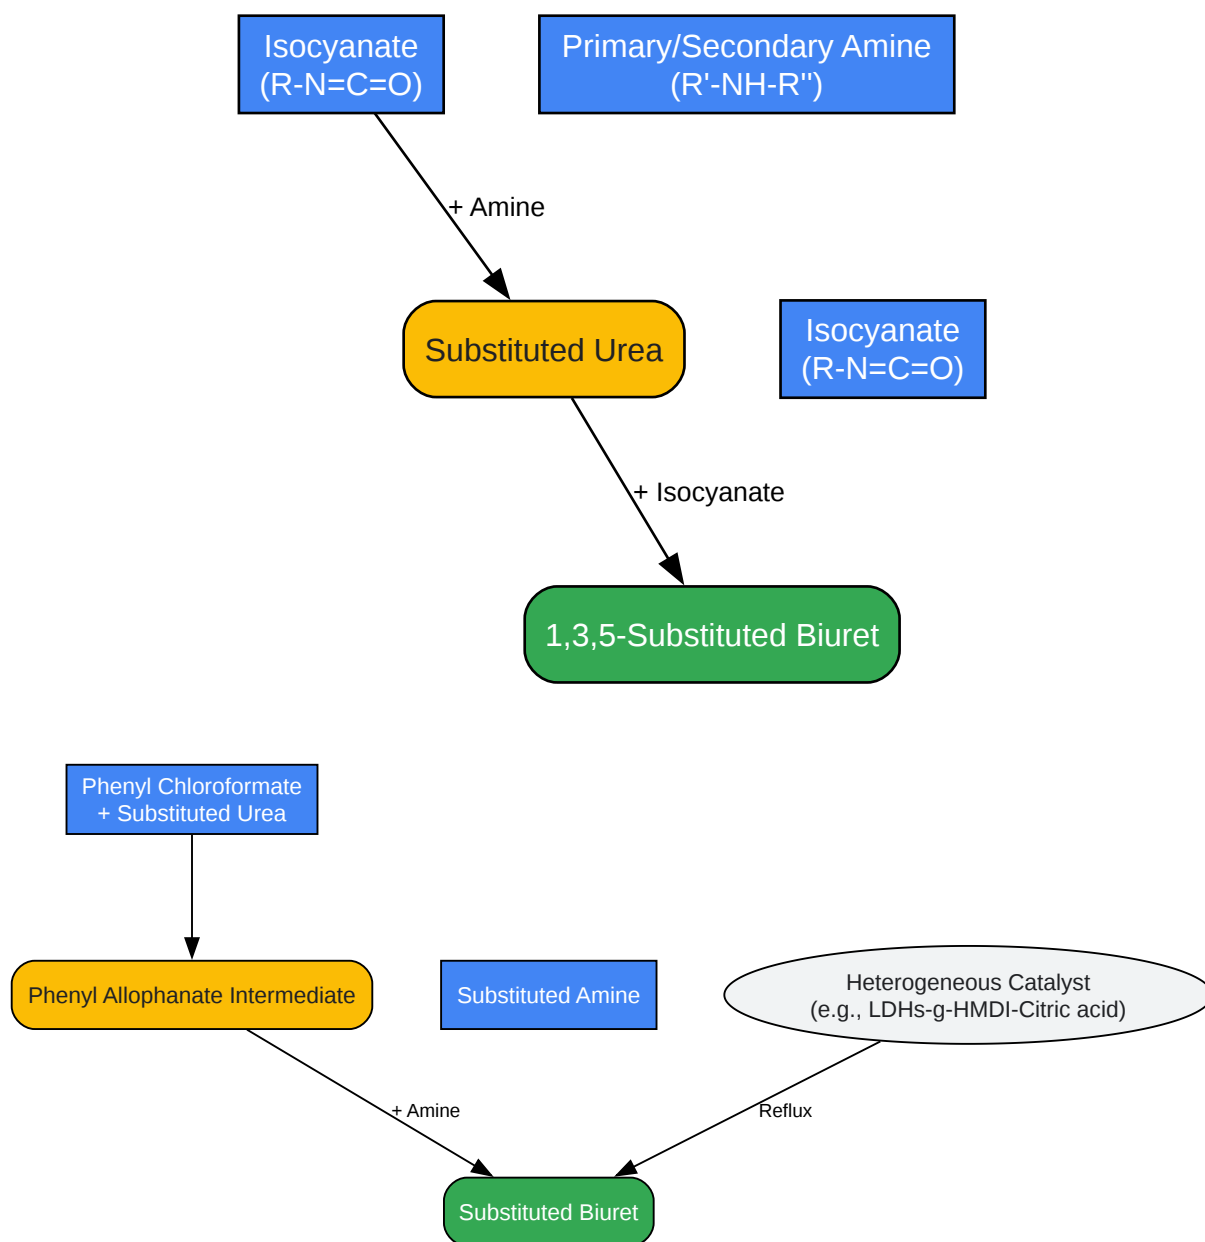 Isocyanate
(R-N=C=O)
Primary/Secondary Amine
(R'-NH-R'')
+ Amine
Substituted Urea
Isocyanate
(R-N=C=O)
+ Isocyanate
1,3,5-Substituted Biuret
Phenyl Chloroformate
+ Substituted Urea
Phenyl Allophanate Intermediate
Substituted Amine
Heterogeneous Catalyst
(e.g., LDHs-g-HMDI-Citric acid)
+ Amine
Reflux
Substituted Biuret